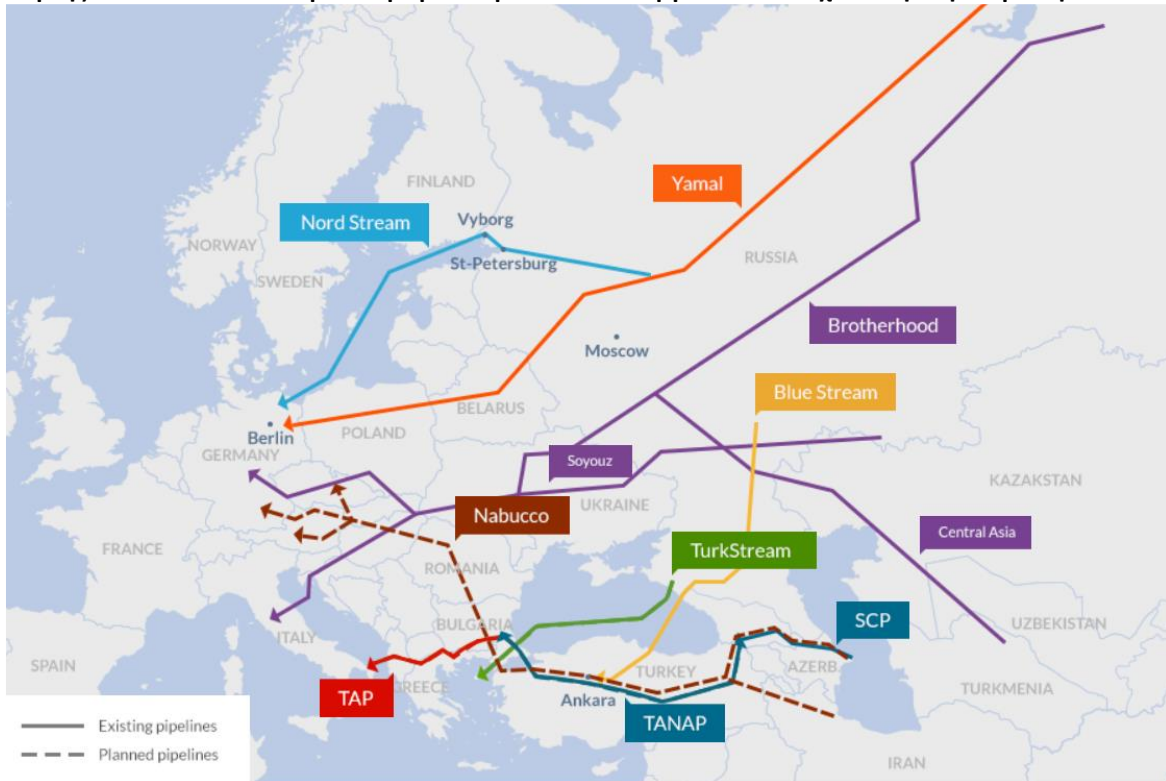 FINLAND
Yamal
Nord Stream
Vyborg
NORWAY
St-Petersburg
RUSSIA
SWEDEN
Brotherhood
Moscow
Blue Stream
BELARUS
Berlin
POLAND
GERMANY
Soyouz
KAZAKSTAN
UKRAINE
Nabucco
Central Asia
FRANCE
TurkStream
ROMANIA
SCP
BULGARIA
UZBEKISTAN
ITALY
SPAIN
TURKEY
AZERB.
GREECE
TURKMENIA
TAP
Ankara
TANAP
Existing pipelines
Planned pipelines
IRAN